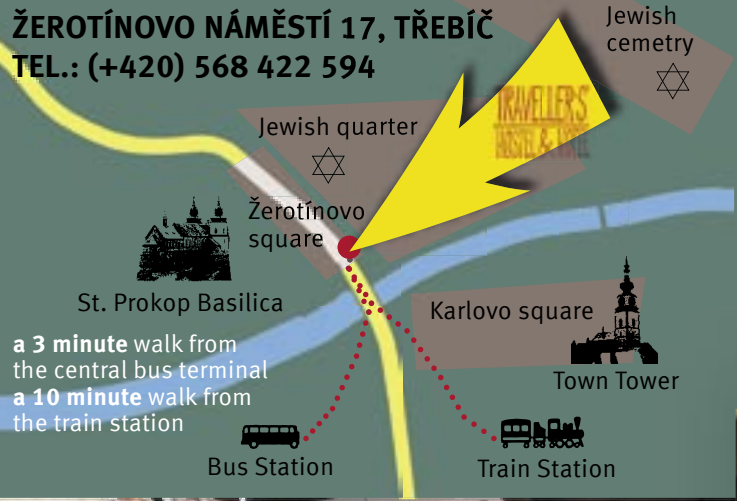 ŽEROTÍNOVO NÁMĚSTÍ 17, TŘEBÍČ
TEL.: (+420) 568 422 594
Jewish
cemetry
TRAVELLERS'
HOSTEL & HOTEL
Jewish quarter
Žerotínovo
square
St. Prokop Basilica
Karlovo square
Town Tower
a 3 minute walk from
the central bus terminal
a 10 minute walk from
the train station
Bus Station
Train Station